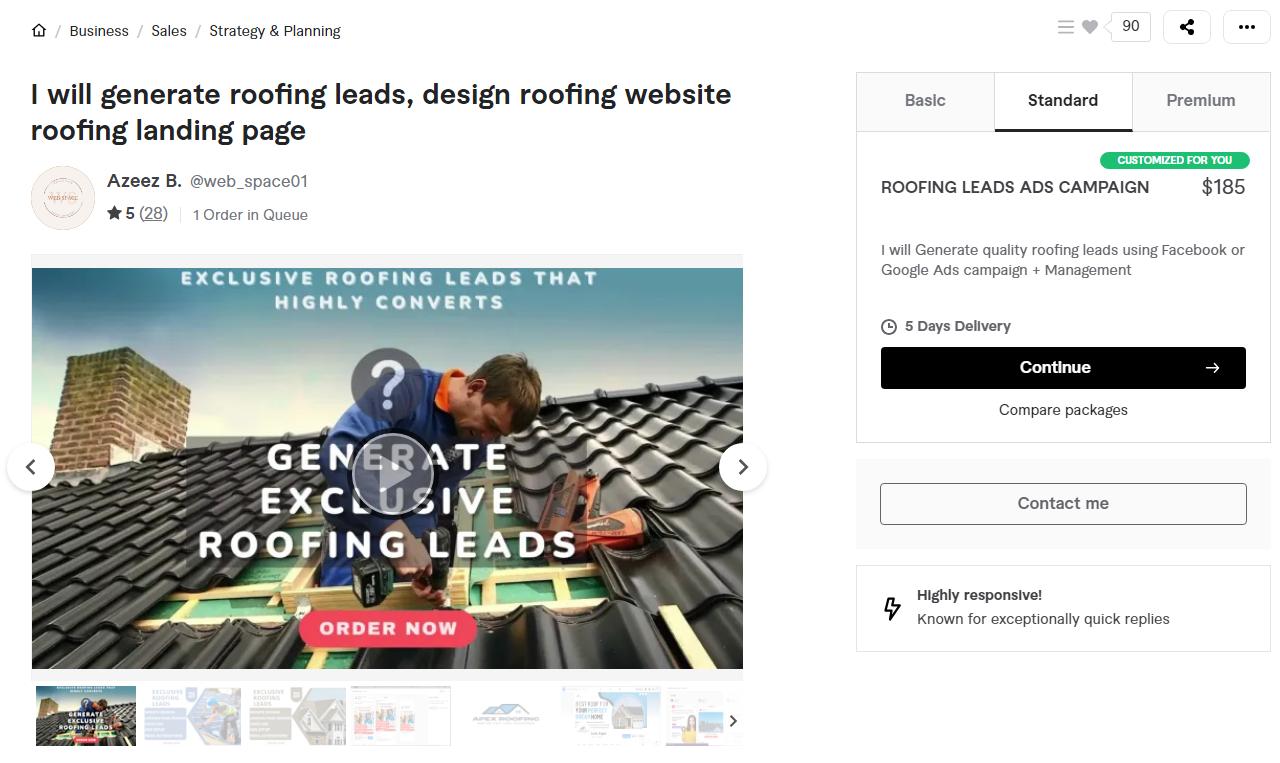 / Business / Sales / Strategy & Planning
90
I will generate roofing leads, design roofing website
roofing landing page
Azeez B. @web_space01
5 (28) 1 Order in Queue
EXCLUSIVE ROOFING LEADS THAT
HIGHLY CONVERTS
?
GENERATE
EXCLUSIVE
ROOFING LEADS
ORDER NOW
GENERATE
EXCLUSIVE
ROOFING LEADS
EXCLUSIVE
ROOFING
LEADS
EXCLUSIVE
ROOFING
LEADS
APEX ROOFING
BEST ROOF FOR
YOUR PERFECT
DREAM HOME
Basic Standard Premium
CUSTOMIZED FOR YOU
ROOFING LEADS ADS CAMPAIGN $185
I will Generate quality roofing leads using Facebook or
Google Ads campaign + Management
5 Days Delivery
Continue →
Compare packages
Contact me
Highly responsive!
Known for exceptionally quick replies